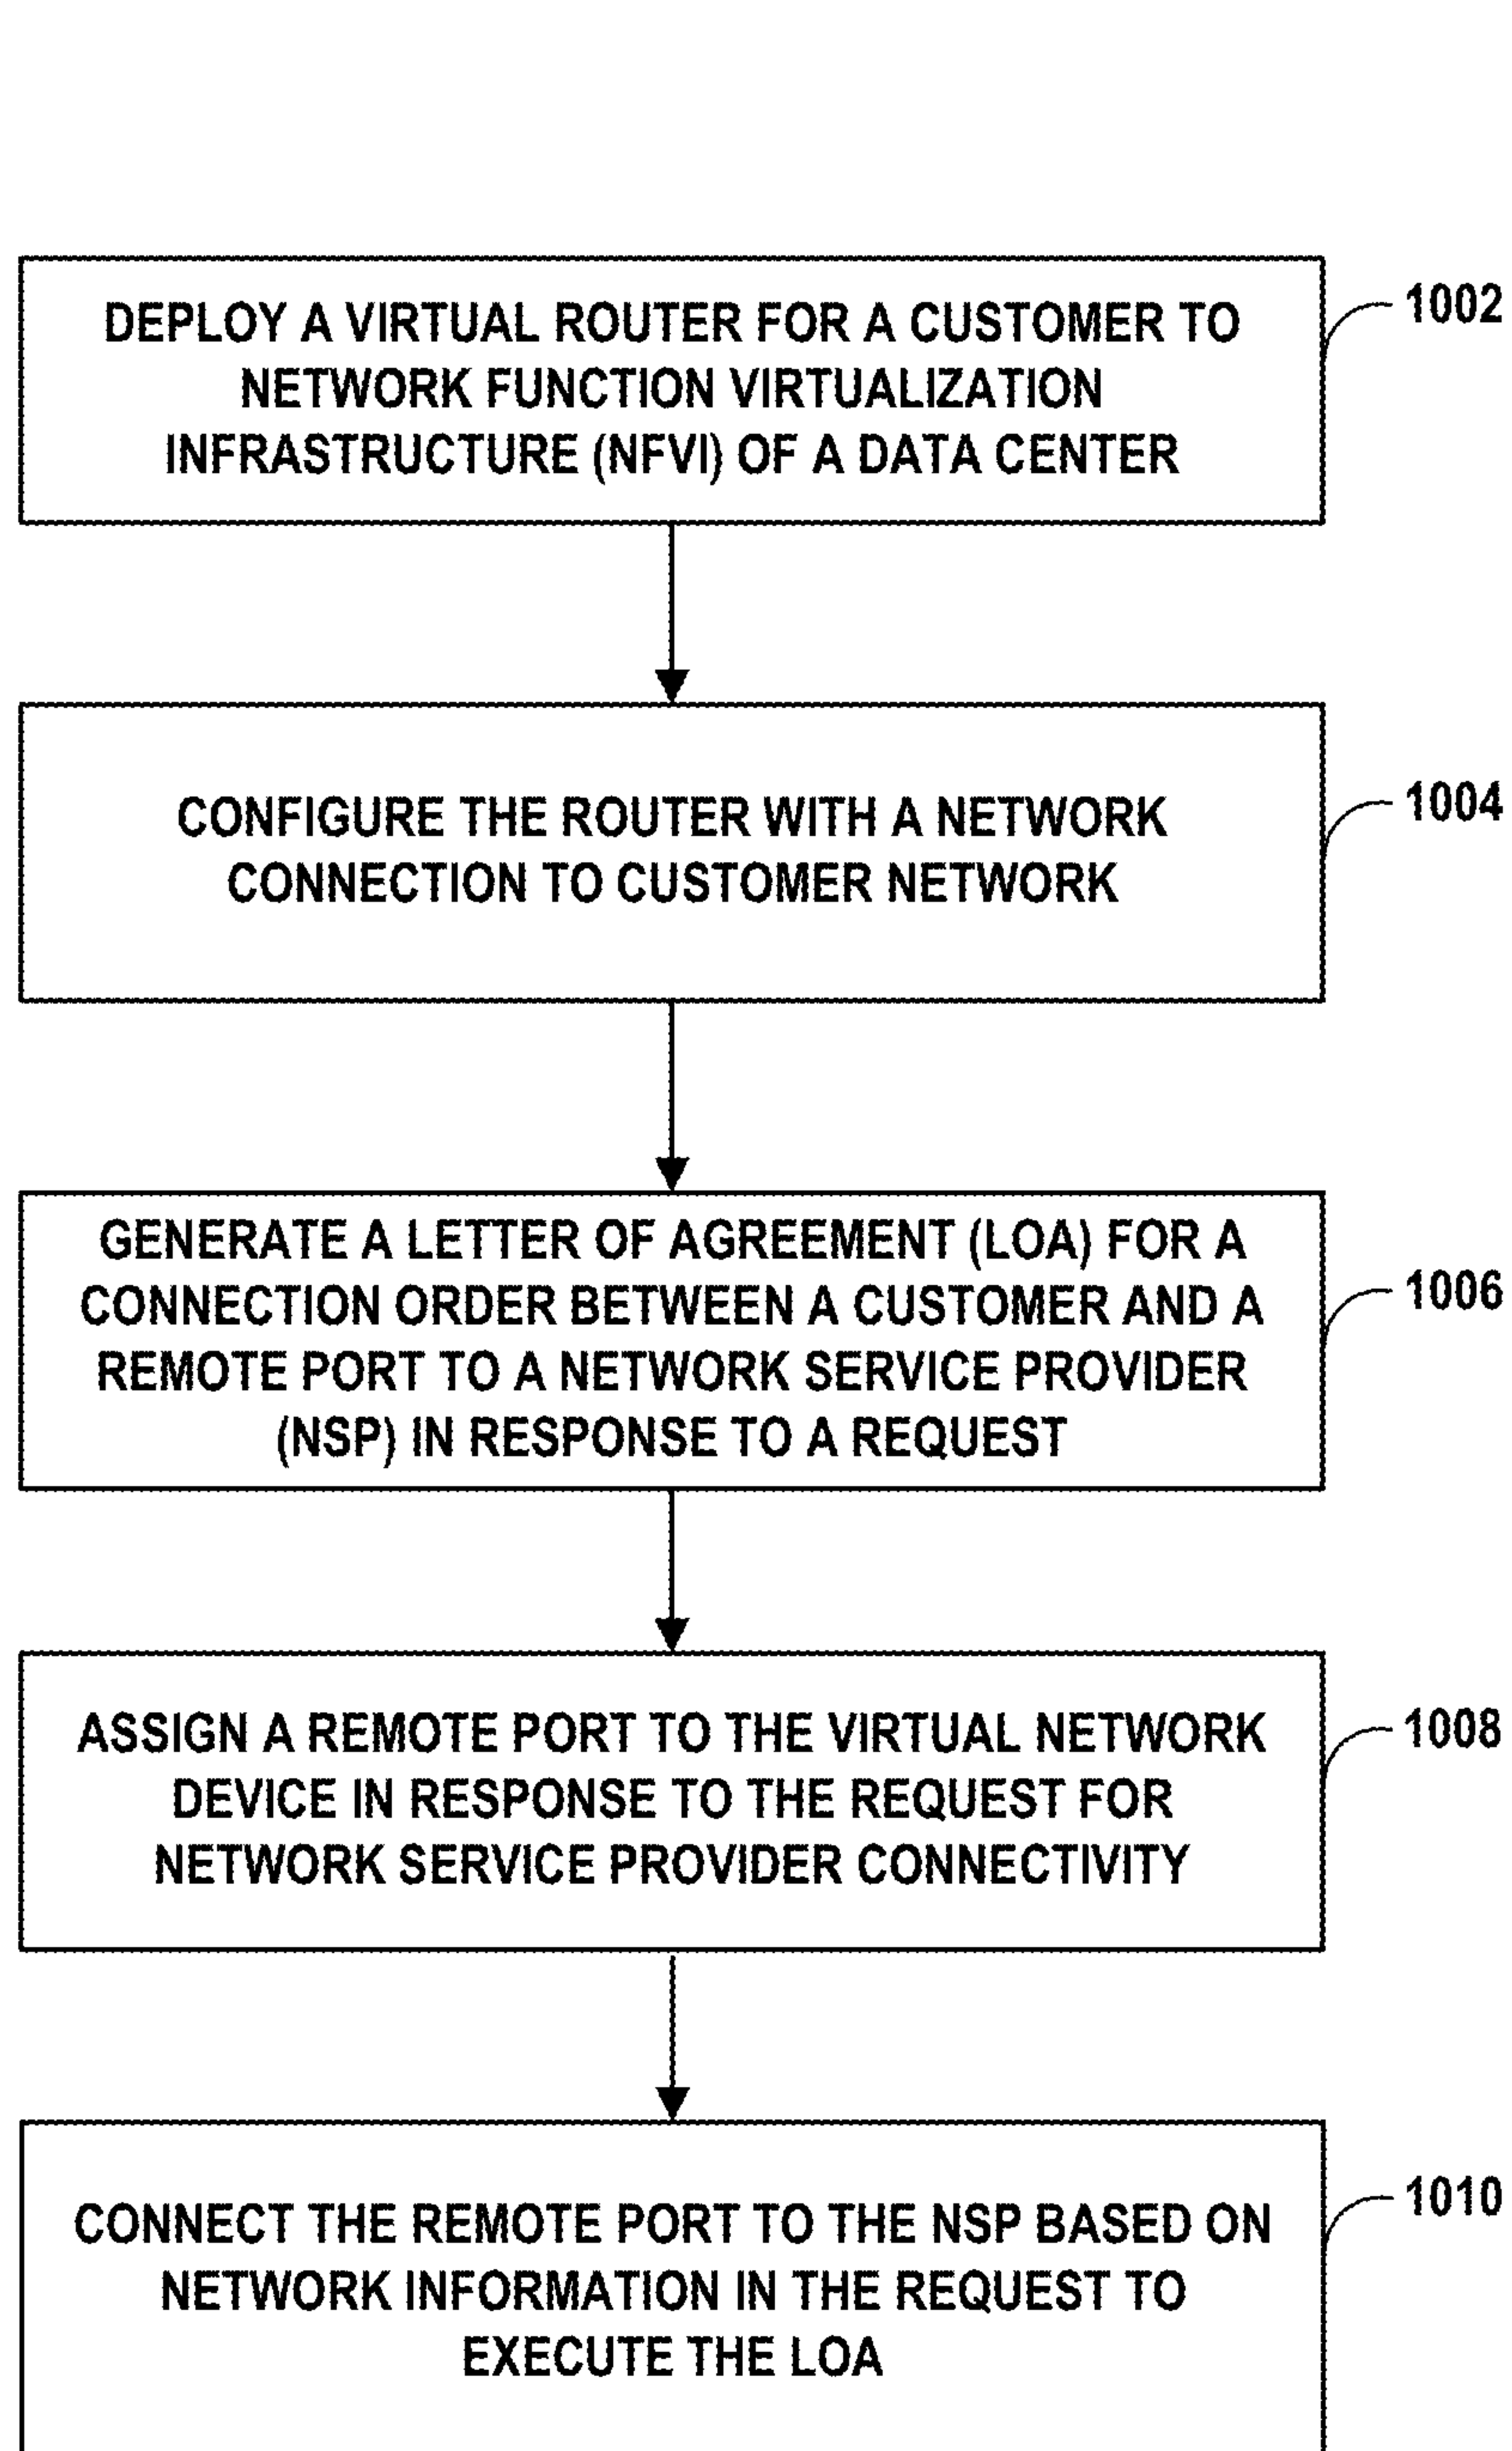 DEPLOY A VIRTUAL ROUTER FOR A CUSTOMER TO
NETWORK FUNCTION VIRTUALIZATION
INFRASTRUCTURE (NFVI) OF A DATA CENTER
1002
CONFIGURE THE ROUTER WITH A NETWORK
CONNECTION TO CUSTOMER NETWORK
1004
GENERATE A LETTER OF AGREEMENT (LOA) FOR A
CONNECTION ORDER BETWEEN A CUSTOMER AND A
REMOTE PORT TO A NETWORK SERVICE PROVIDER
(NSP) IN RESPONSE TO A REQUEST
1006
ASSIGN A REMOTE PORT TO THE VIRTUAL NETWORK
DEVICE IN RESPONSE TO THE REQUEST FOR
NETWORK SERVICE PROVIDER CONNECTIVITY
1008
CONNECT THE REMOTE PORT TO THE NSP BASED ON
NETWORK INFORMATION IN THE REQUEST TO
EXECUTE THE LOA
1010